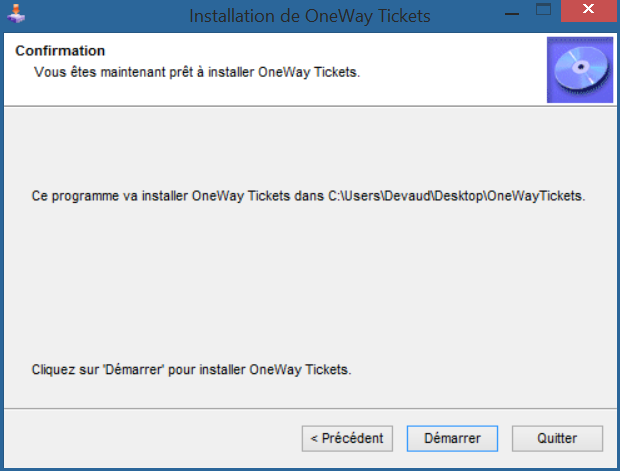 Installation de OneWay Tickets
Confirmation
Vous êtes maintenant prêt à installer OneWay Tickets.
Ce programme va installer OneWay Tickets dans C:\Users\Devaud\Desktop\OneWayTickets.
Cliquez sur 'Démarrer' pour installer OneWay Tickets.
< Précédent
Démarrer
Quitter